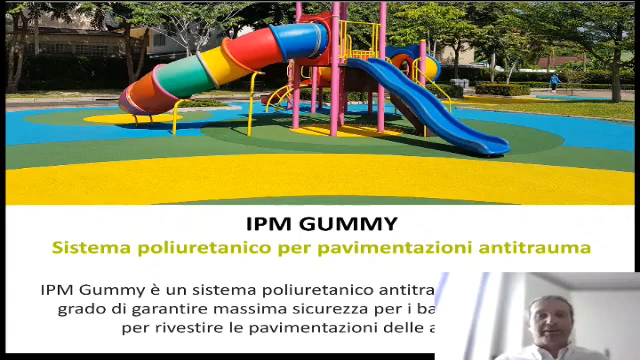 IPM GUMMY
Sistema poliuretanico per pavimentazioni antitrauma
IPM Gummy è un sistema poliuretanico antitra
grado di garantire massima sicurezza per i ba
per rivestire le pavimentazioni delle a